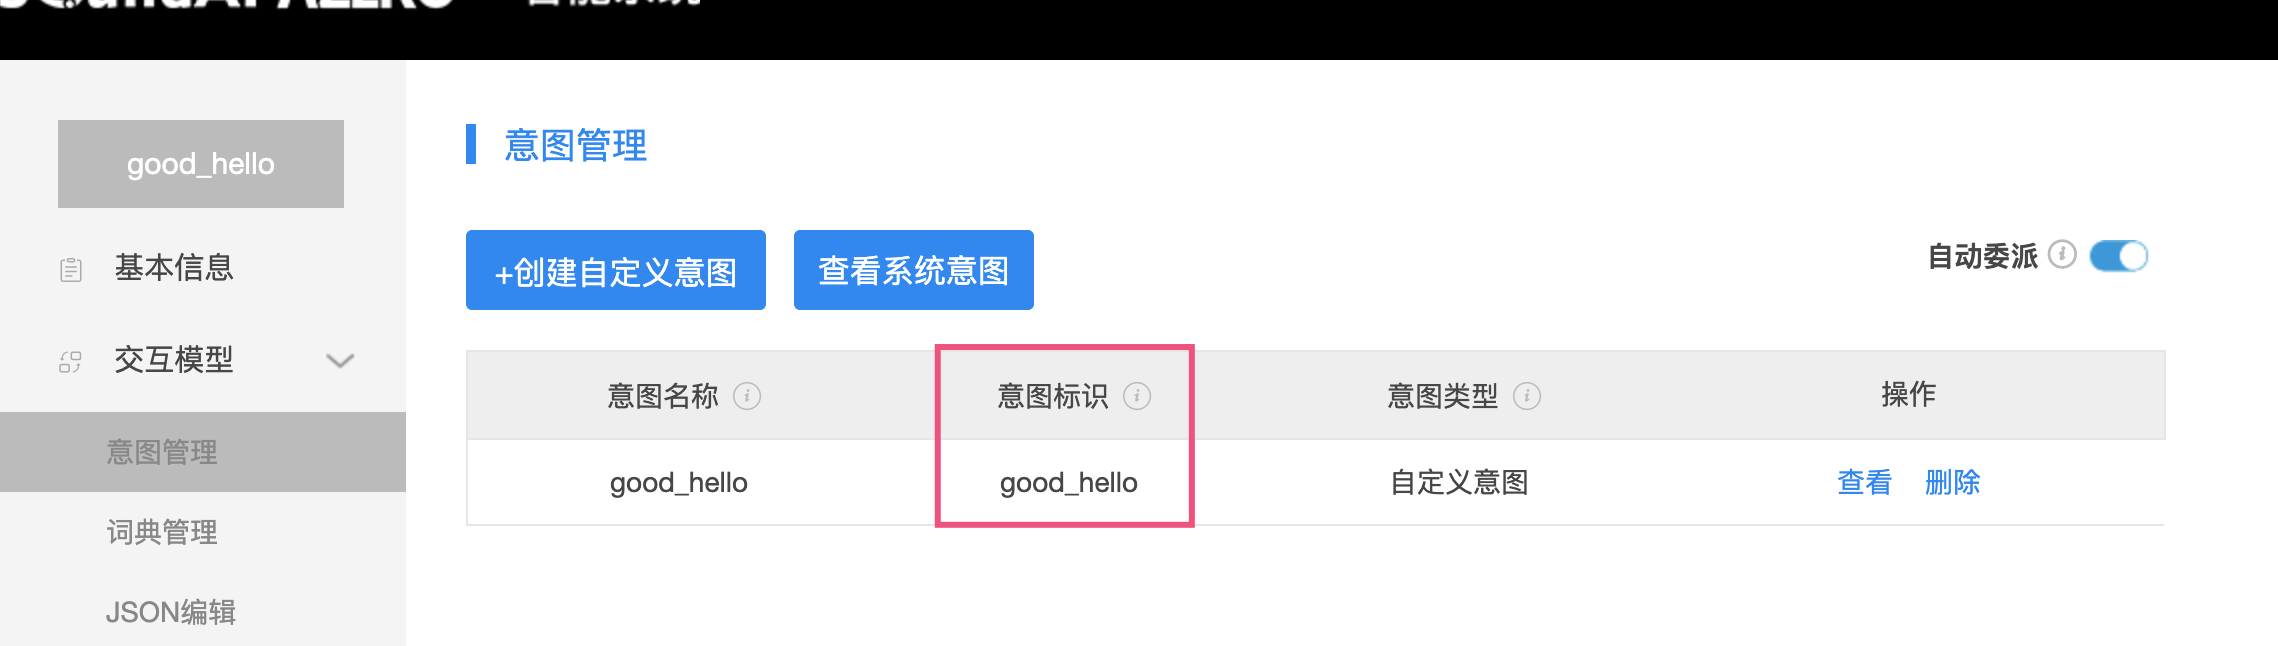 good_hello
基本信息
交互模型
意图管理
词典管理
JSON编辑
意图管理
+创建自定义意图 查看系统意图 自动委派
意图名称 意图标识 意图类型 操作
good_hello good_hello 自定义意图 查看 删除